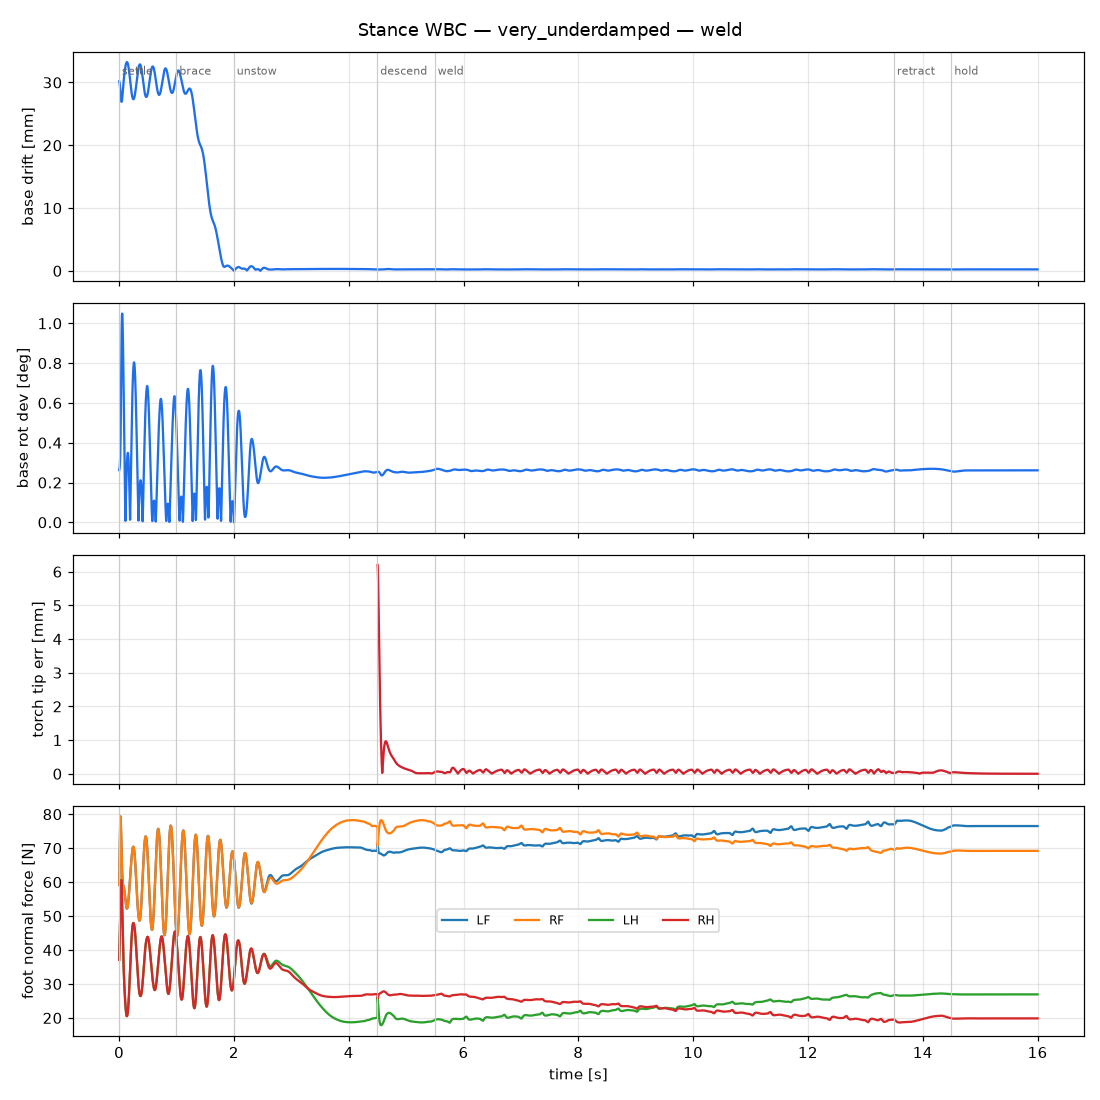 Stance WBC — very_underdamped — weld
settle brace unstow descend weld retract hold
base drift [mm]
30
20
10
0
base rot dev [deg]
1.0
0.8
0.6
0.4
0.2
0.0
torch tip err [mm]
6
5
4
3
2
1
0
foot normal force [N]
80
70
60
50
40
30
20
LF RF LH RH
0 2 4 6 8 10 12 14 16
time [s]